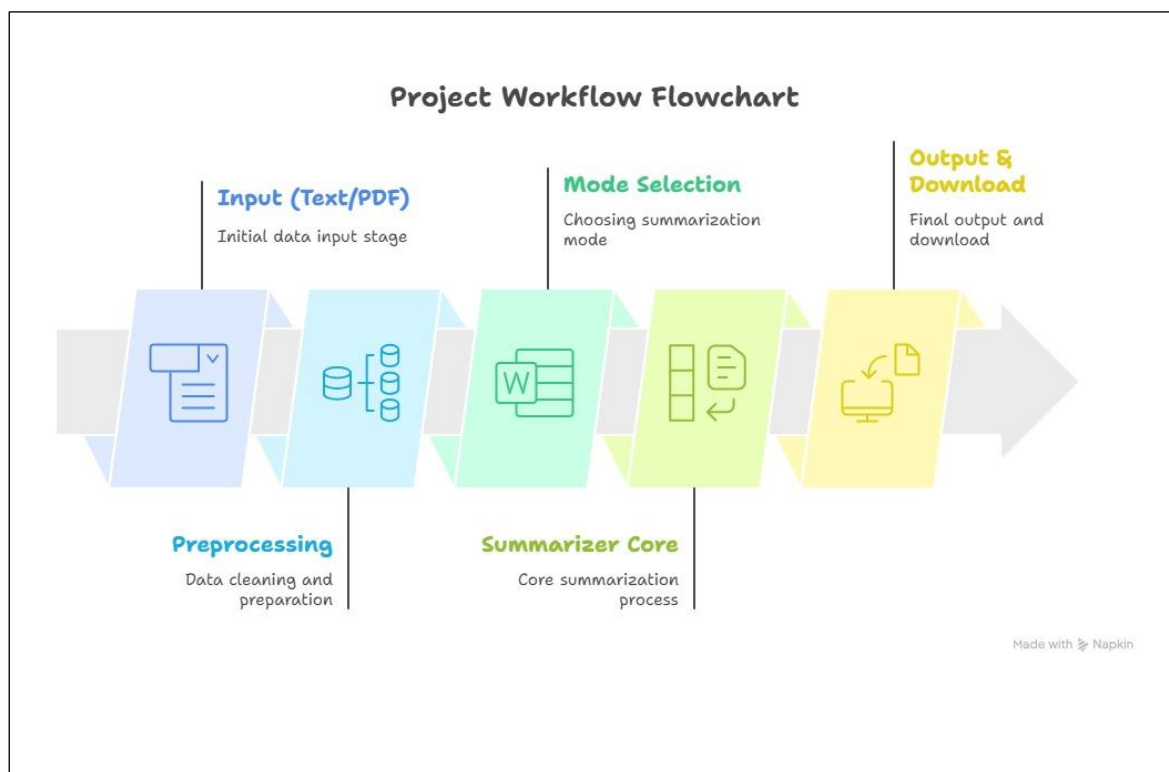 Project Workflow Flowchart
Input (Text/PDF)
Initial data input stage
Mode Selection
Choosing summarization
mode
Output &
Download
Final output and
download
W
Preprocessing
Data cleaning and
preparation
Summarizer Core
Core summarization
process
Made with Napkin